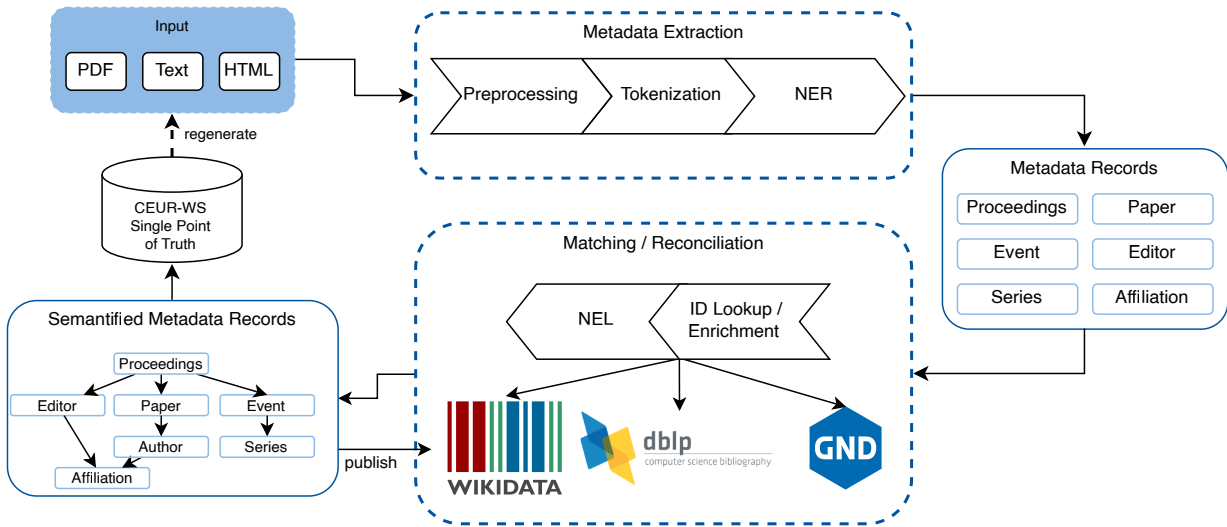 Input
PDF
Text
HTML
regenerate
CEUR-WS
Single Point
of Truth
Metadata Extraction
Preprocessing
Tokenization
NER
Metadata Records
Proceedings
Paper
Event
Editor
Series
Affiliation
Matching / Reconciliation
NEL
ID Lookup /
Enrichment
WIKIDATA
dblp
computer science bibliography
GND
Semantified Metadata Records
Proceedings
Editor
Paper
Event
Author
Series
Affiliation
publish